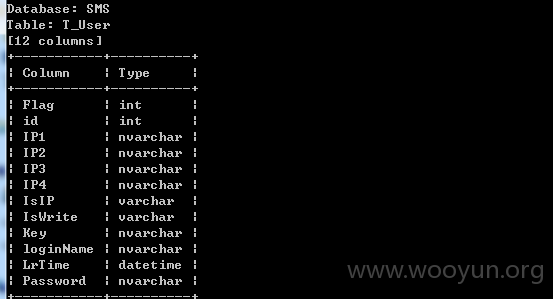 Database: SMS
Table: T_User
[12 columns]
+-----------+----------+
¦ Column    ¦ Type     ¦
+-----------+----------+
¦ Flag      ¦ int      ¦
¦ id        ¦ int      ¦
¦ IP1       ¦ nvarchar ¦
¦ IP2       ¦ nvarchar ¦
¦ IP3       ¦ nvarchar ¦
¦ IP4       ¦ nvarchar ¦
¦ IsIP      ¦ varchar  ¦
¦ IsWrite   ¦ varchar  ¦
¦ Key       ¦ nvarchar ¦
¦ loginName ¦ nvarchar ¦
¦ LrTime    ¦ datetime ¦
¦ Password  ¦ nvarchar ¦
+-----------+----------+
www.wooyun.org